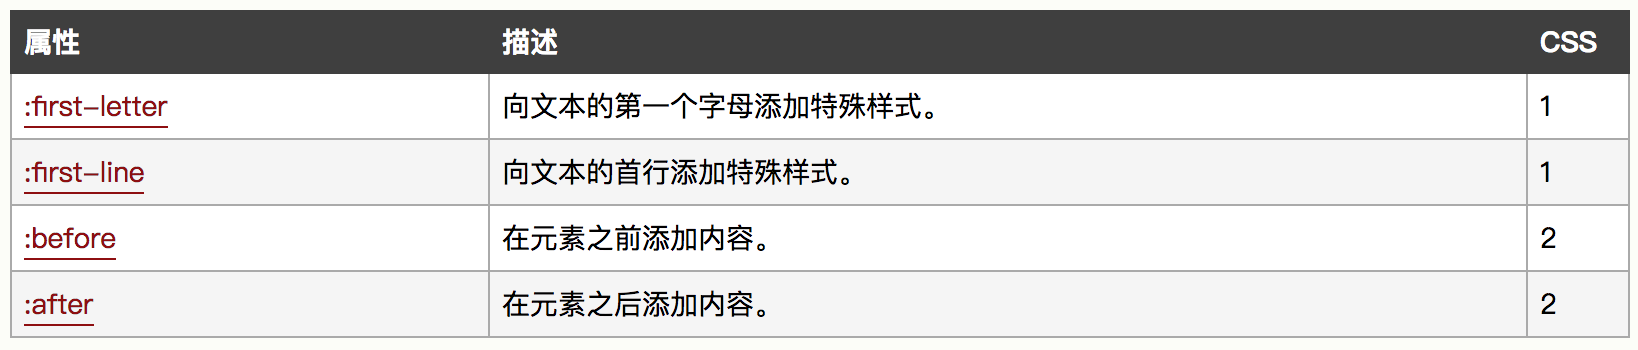 属性 描述 CSS
:first-letter 向文本的第一个字母添加特殊样式。 1
:first-line 向文本的首行添加特殊样式。 1
:before 在元素之前添加内容。 2
:after 在元素之后添加内容。 2